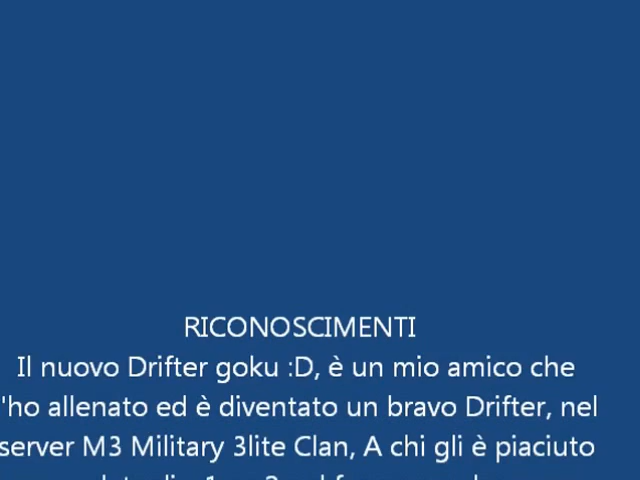 RICONOSCIMENTI
Il nuovo Drifter goku :D, è un mio amico che
'ho allenato ed è diventato un bravo Drifter, nel
server M3 Military 3lite Clan, A chi gli è piaciuto